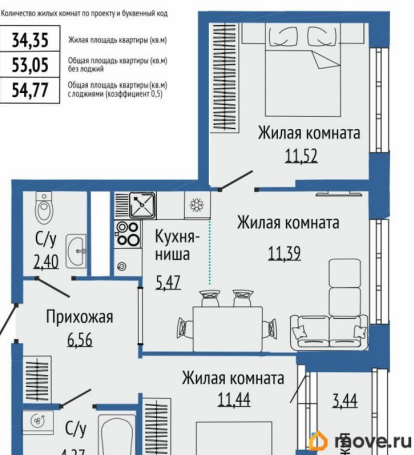 Количество жилых комнат по проекту и буквенный код
34,35 Жилая площадь квартиры (кв.м)
53,05 Общая площадь квартиры (кв.м)
без лоджий
54,77 Общая площадь квартиры (кв.м)
с лоджиями (коэффициент 0,5)
Жилая комната
11,52
С/у
2,40
Кухня-
ниша
5,47
Жилая комната
11,39
Прихожая
6,56
Жилая комната
11,44
3,44
С/у
4,27
move.ru